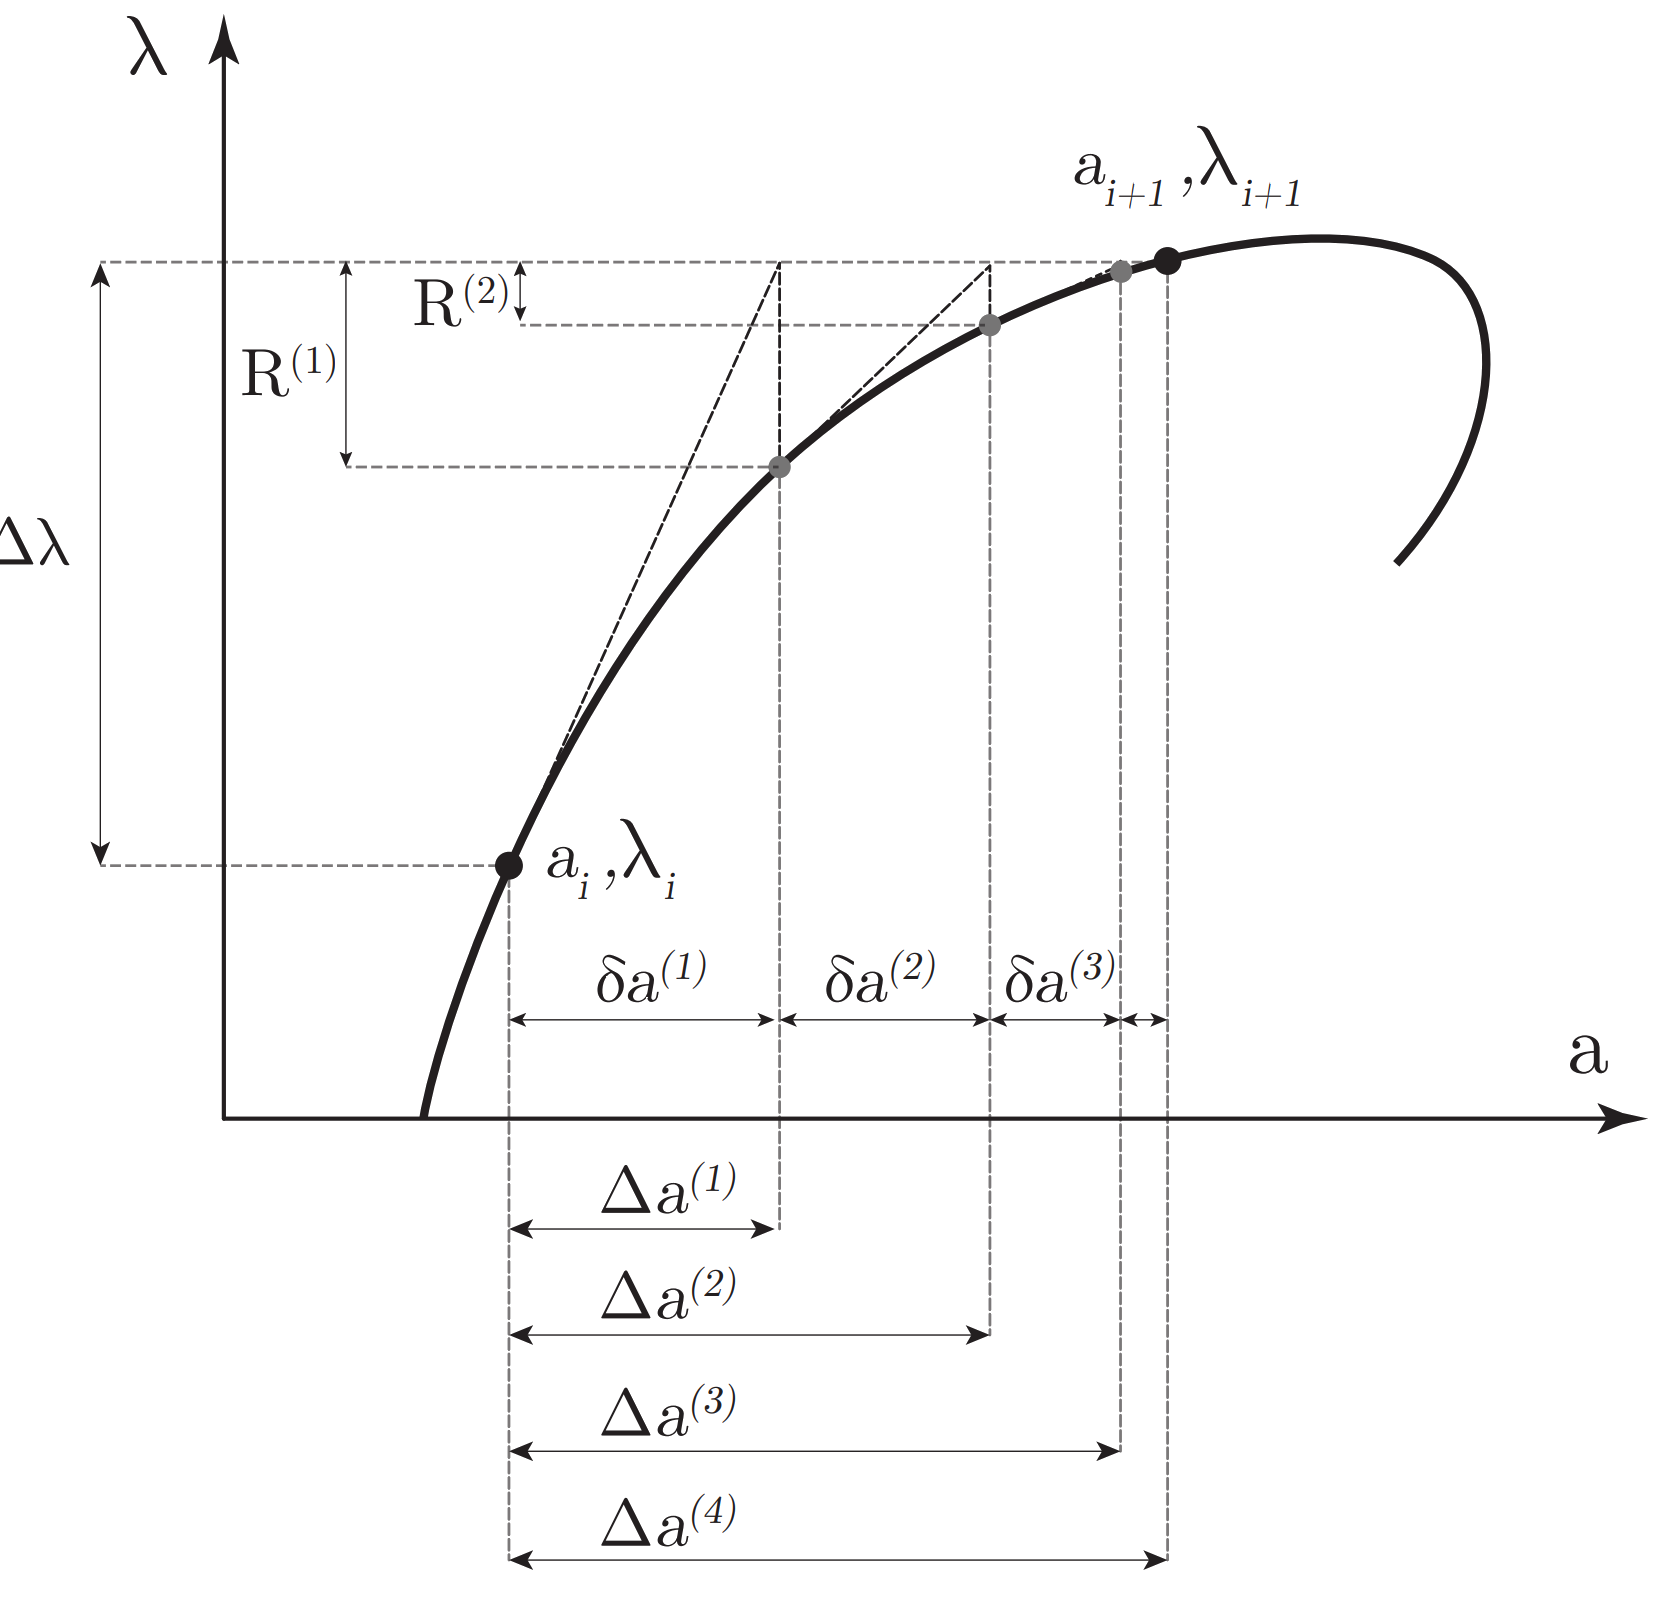 λ
a_{i+1} ,λ_{i+1}
R^{(2)}
R^{(1)}
Δλ
a_i ,λ_i
δa^{(1)} δa^{(2)} δa^{(3)}
a
Δa^{(1)}
Δa^{(2)}
Δa^{(3)}
Δa^{(4)}